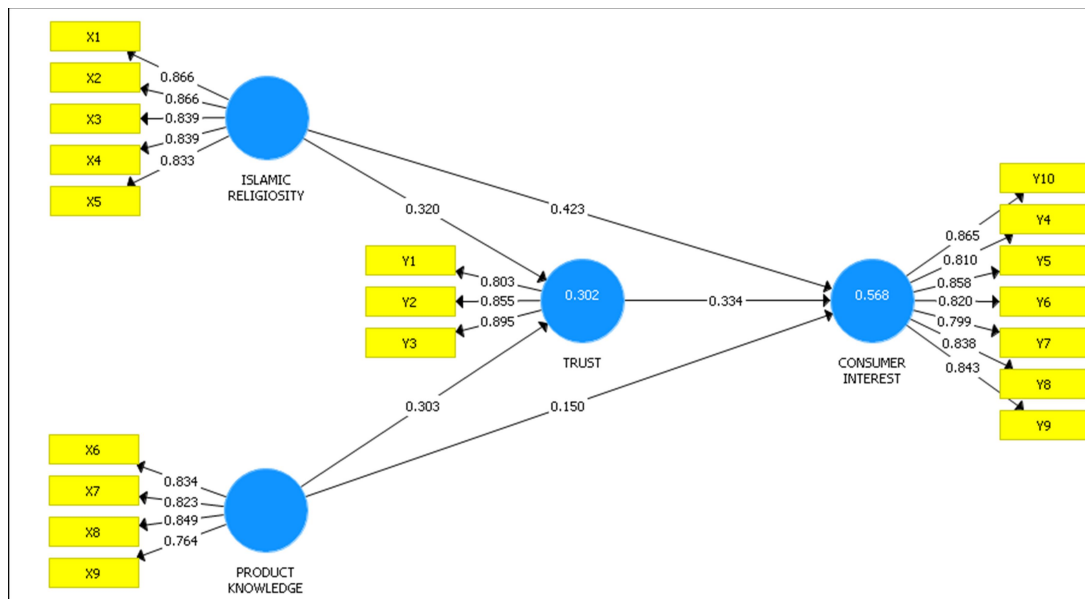 X1
X2
X3
X4
X5
0.866
0.866
0.839
0.839
0.833
ISLAMIC
RELIGIOSITY
0.320
0.423
Y1
Y2
Y3
0.803
0.855
0.895
0.302
TRUST
0.334
0.303
0.150
X6
X7
X8
X9
0.834
0.823
0.849
0.764
PRODUCT
KNOWLEDGE
0.568
CONSUMER
INTEREST
0.865
0.810
0.858
0.820
0.799
0.838
0.843
Y10
Y4
Y5
Y6
Y7
Y8
Y9